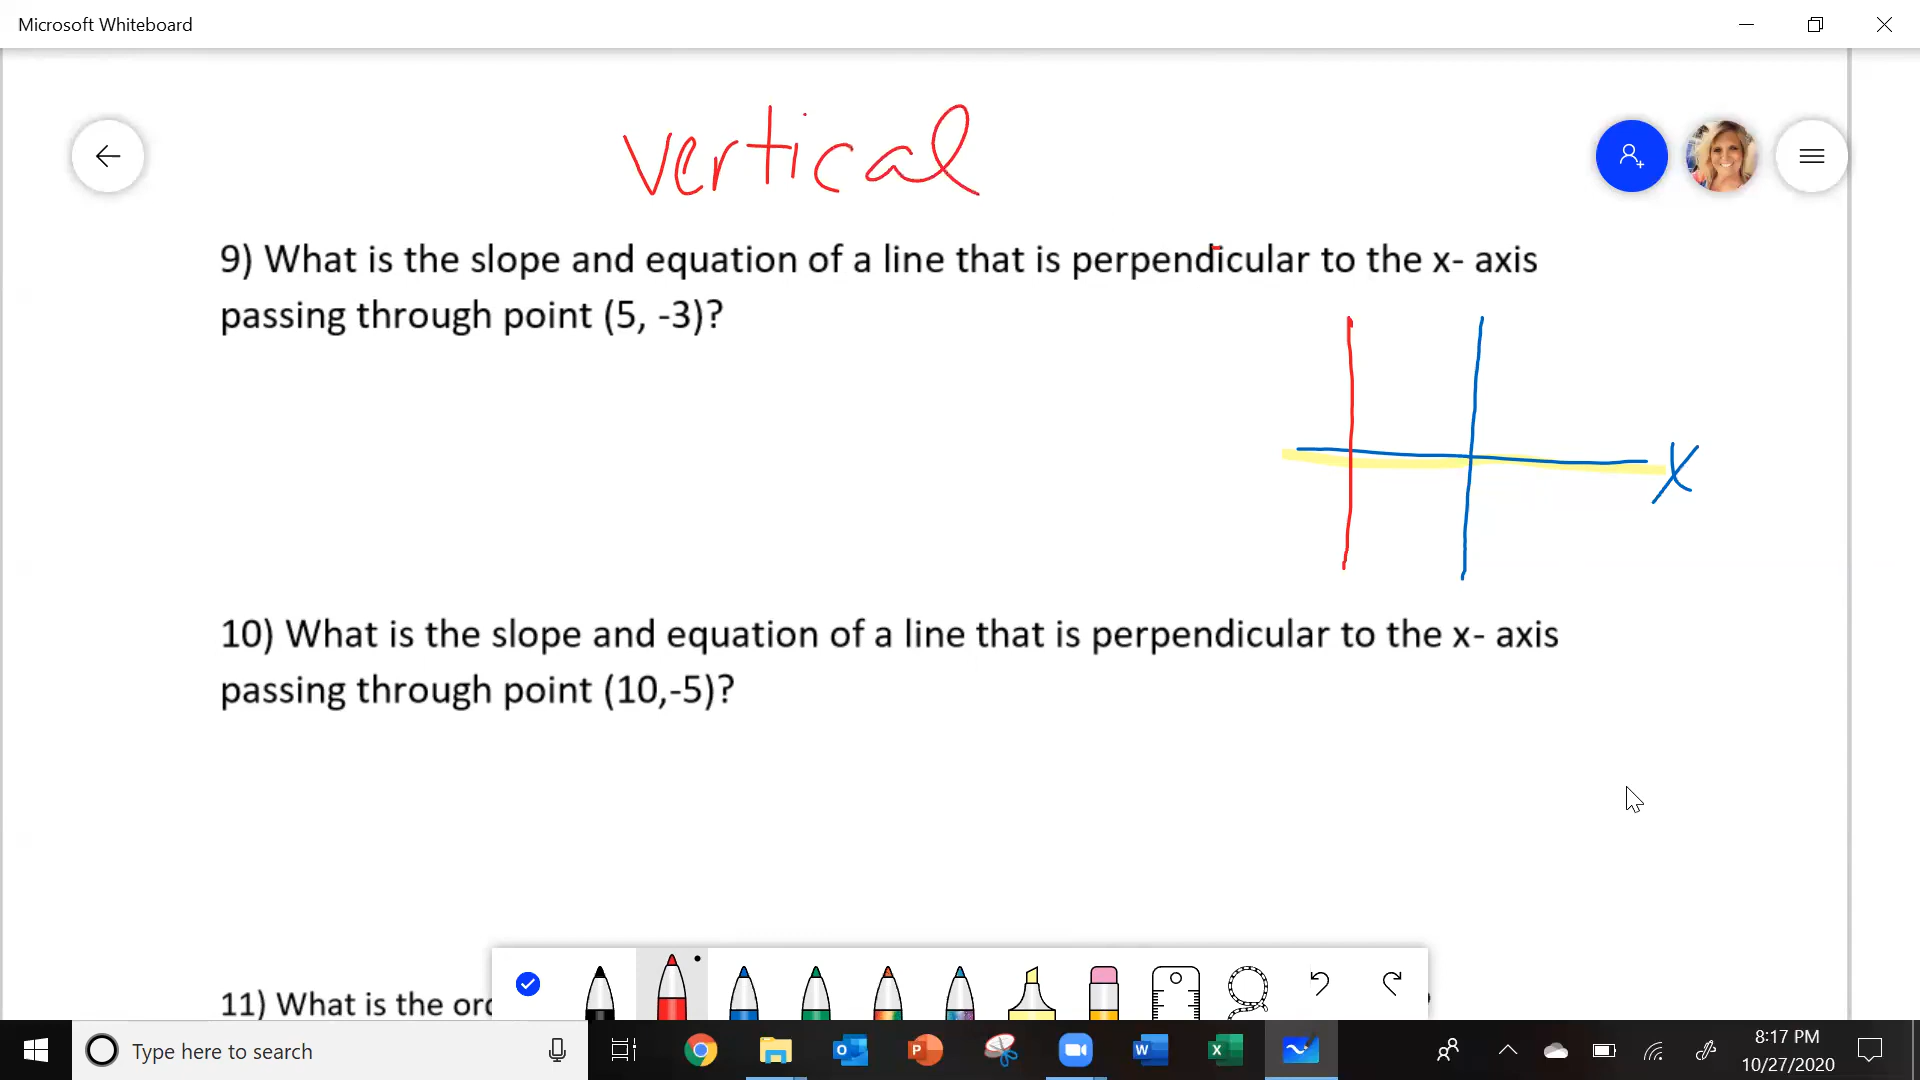 Microsoft Whiteboard
vertical
9) What is the slope and equation of a line that is perpendicular to the x- axis
passing through point (5, -3)?
X
10) What is the slope and equation of a line that is perpendicular to the x- axis
passing through point (10,-5)?
11) What is the ord
Type here to search
8:17 PM
10/27/2020